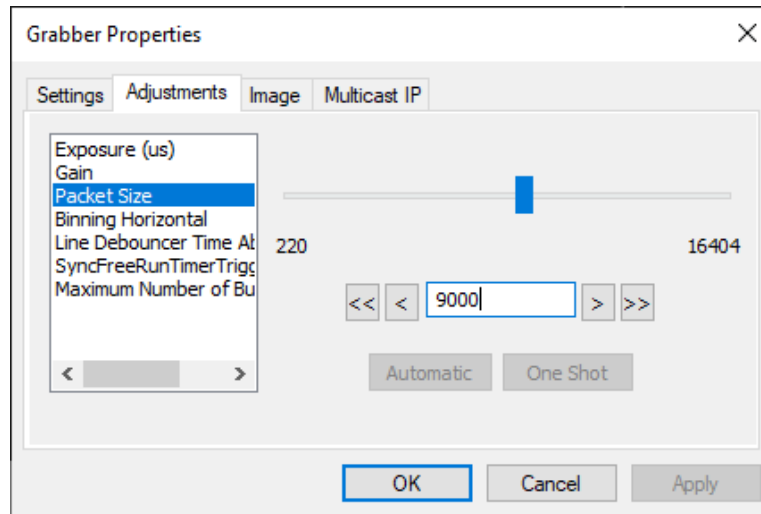 Grabber Properties
Settings Adjustments Image Multicast IP
Exposure (us)
Gain
Packet Size
Binning Horizontal
Line Debouncer Time Ab
SyncFreeRunTimerTrigg
Maximum Number of Bu
220 16404
<< < 9000 > >>
Automatic One Shot
OK Cancel Apply